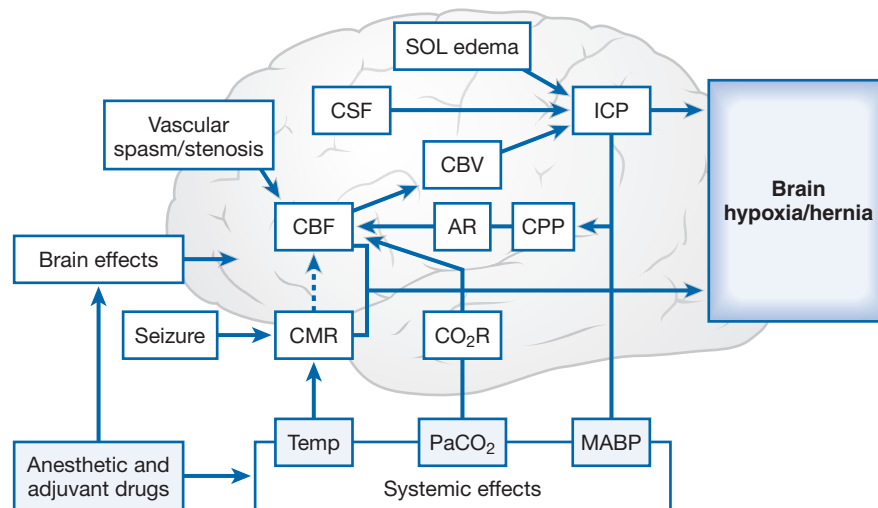 SOL edema
CSF
ICP
Vascular
spasm/stenosis
CBV
Brain
hypoxia/hernia
CBF
AR
CPP
Brain effects
Seizure
CMR
CO₂R
Temp
PaCO₂
MABP
Anesthetic and
adjuvant drugs
Systemic effects